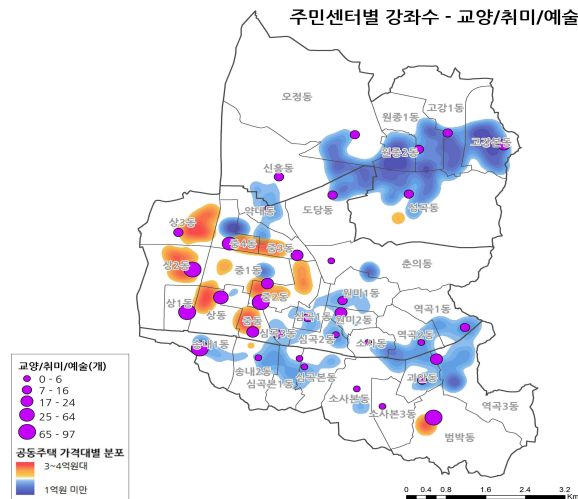 주민센터별 강좌수 - 교양/취미/예술
오정동
원종1동
고강1동
원종2동
고강본동
신흥동
약대동
도당동
성곡동
상3동
중4동
중3동
상2동
중1동
춘의동
중2동
원미1동
상1동
상동
심곡1동
원미2동
역곡1동
중동
심곡3동
심곡2동
소사동
역곡2동
송내1동
송내2동
심곡본동
심곡본1동
괴안동
소사본동
소사본3동
역곡3동
범박동
교양/취미/예술(개)
0 - 6
7 - 16
17 - 24
25 - 64
65 - 97
공동주택 가격대별 분포
3~4억원대
1억원 미만
0 0.4 0.8 1.6 2.4 3.2
Km